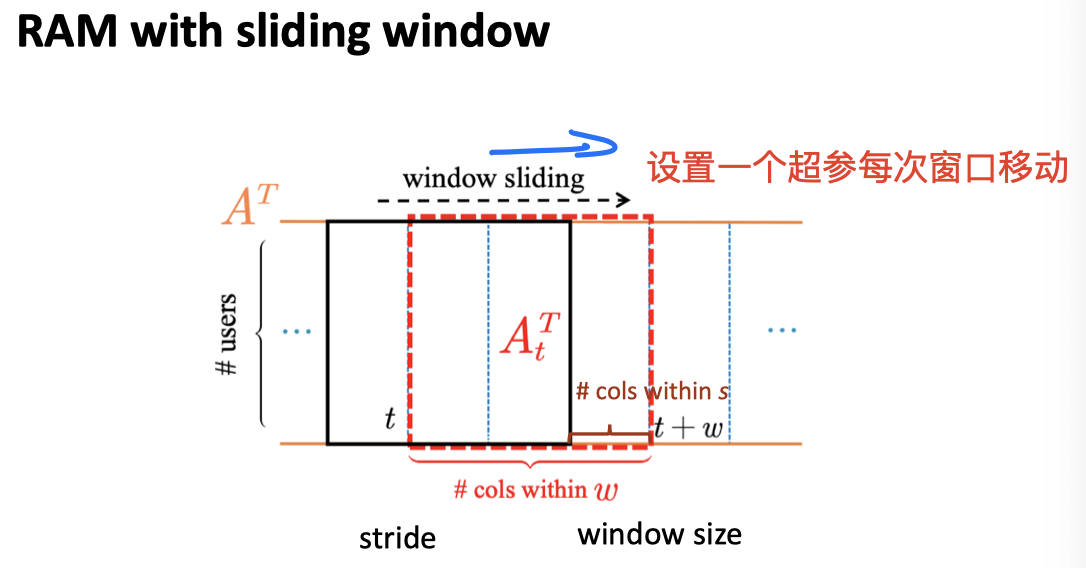 RAM with sliding window
设置一个超参每次窗口移动
window sliding
A^T
# users
...
A_t^T
...
# cols within s
t
t + w
# cols within w
stride
window size